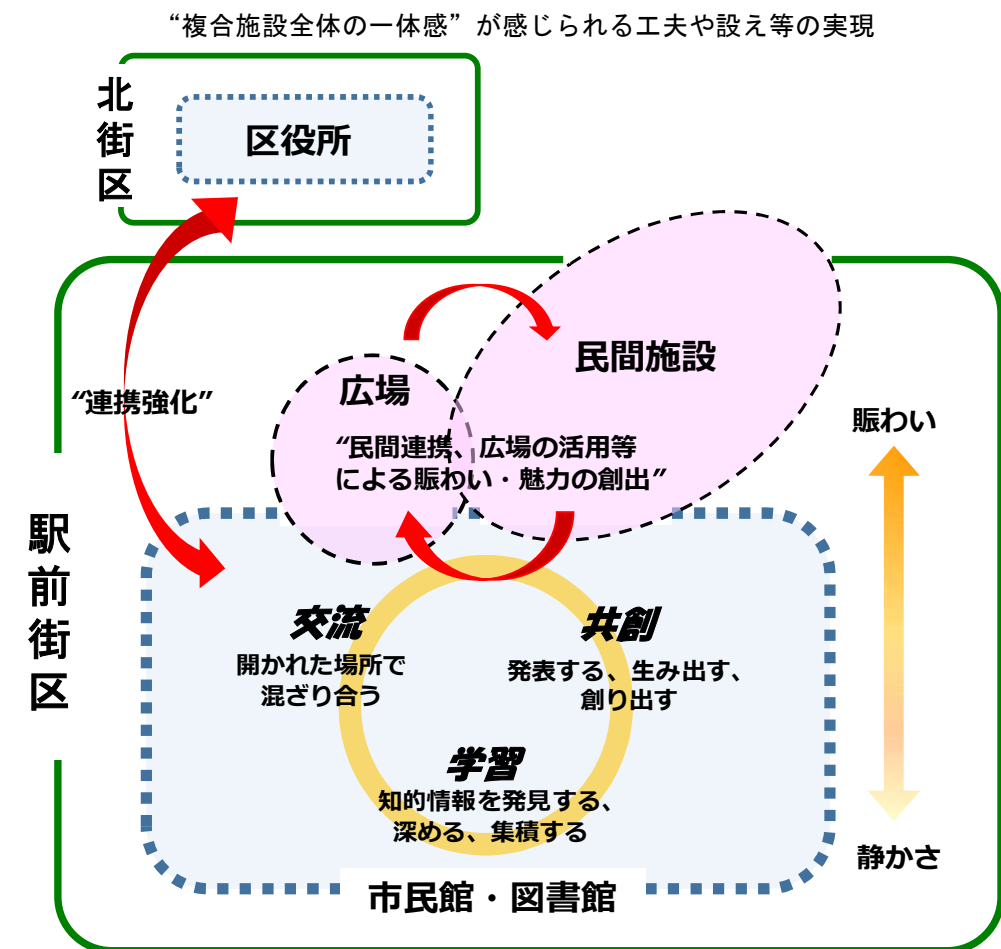 “複合施設全体の一体感”が感じられる工夫や設え等の実現
北街区
区役所
民間施設
広場
“連携強化”
賑わい
“民間連携、広場の活用等
による賑わい・魅力の創出”
駅前街区
交流
共創
開かれた場所で
混ざり合う
発表する、生み出す、
創り出す
学習
知的情報を発見する、
深める、集積する
静かさ
市民館・図書館